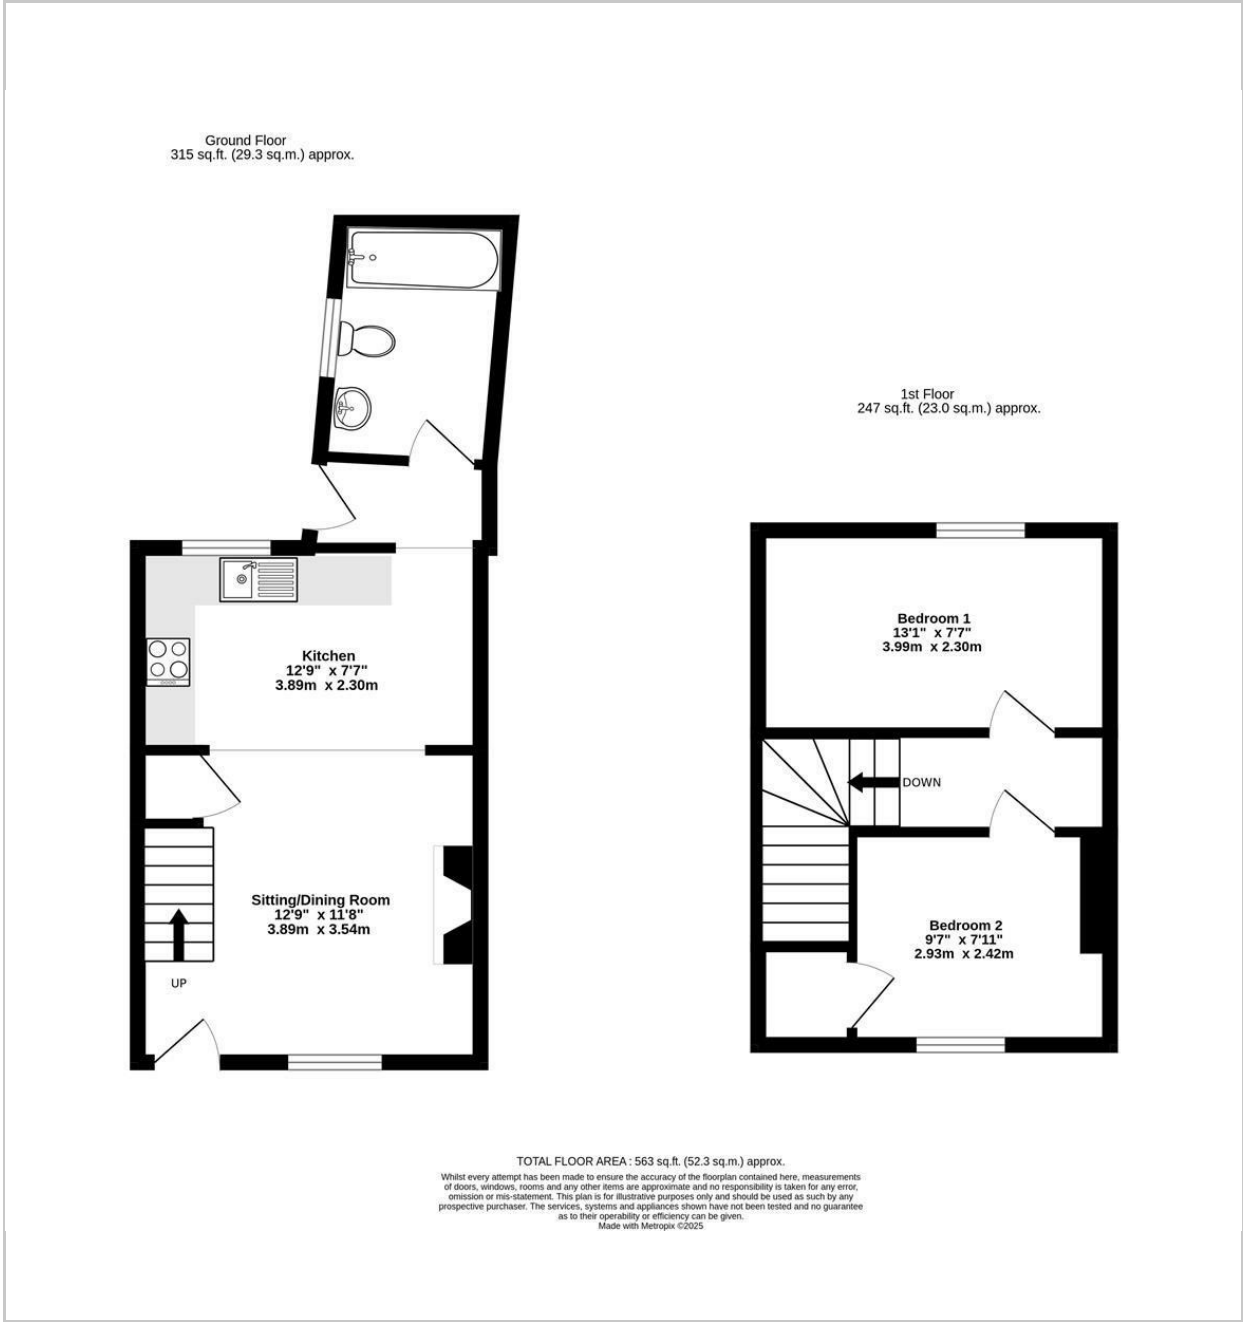 Ground Floor
315 sq.ft. (29.3 sq.m.) approx.
1st Floor
247 sq.ft. (23.0 sq.m.) approx.
Kitchen
12'9" x 7'7"
3.89m x 2.30m
Sitting/Dining Room
12'9" x 11'8"
3.89m x 3.54m
UP
Bedroom 1
13'1" x 7'7"
3.99m x 2.30m
DOWN
Bedroom 2
9'7" x 7'11"
2.93m x 2.42m
TOTAL FLOOR AREA : 563 sq.ft. (52.3 sq.m.) approx.
Whilst every attempt has been made to ensure the accuracy of the floorplan contained here, measurements
of doors, windows, rooms and any other items are approximate and no responsibility is taken for any error,
omission or mis-statement. This plan is for illustrative purposes only and should be used as such by any
prospective purchaser. The services, systems and appliances shown have not been tested and no guarantee
as to their operability or efficiency can be given.
Made with Metropix ©2025